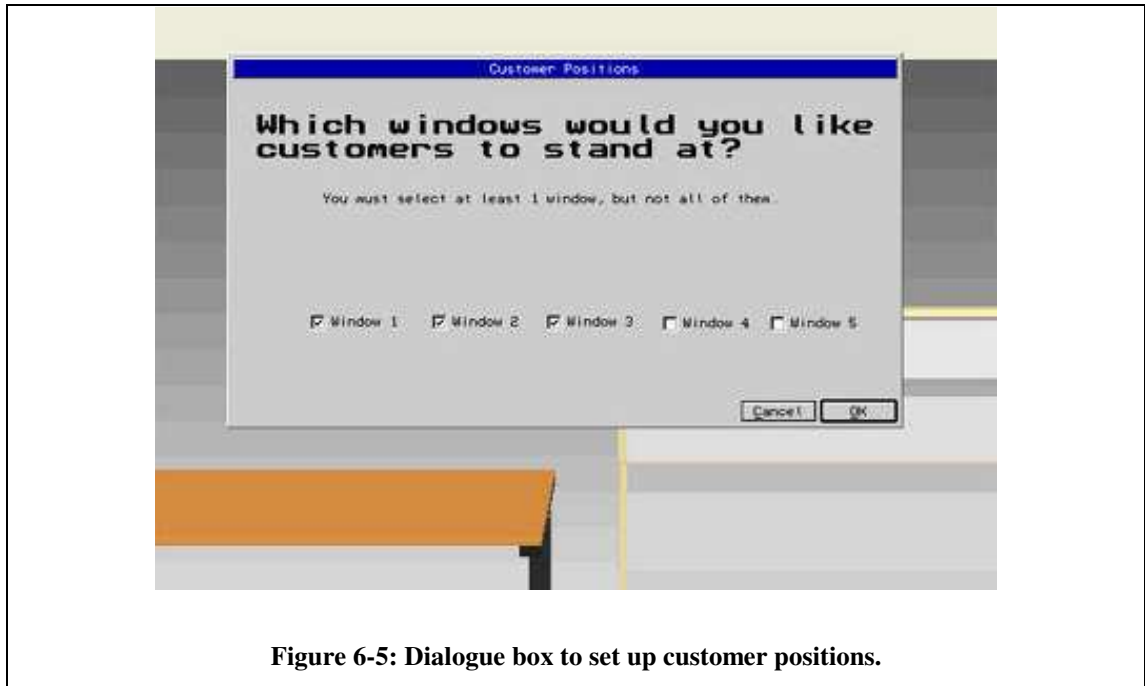 Customer Positions
Which windows would you like
customers to stand at?
You must select at least 1 window, but not all of them.
Window 1 Window 2 Window 3 Window 4 Window 5
Cancel OK
Figure 6-5: Dialogue box to set up customer positions.